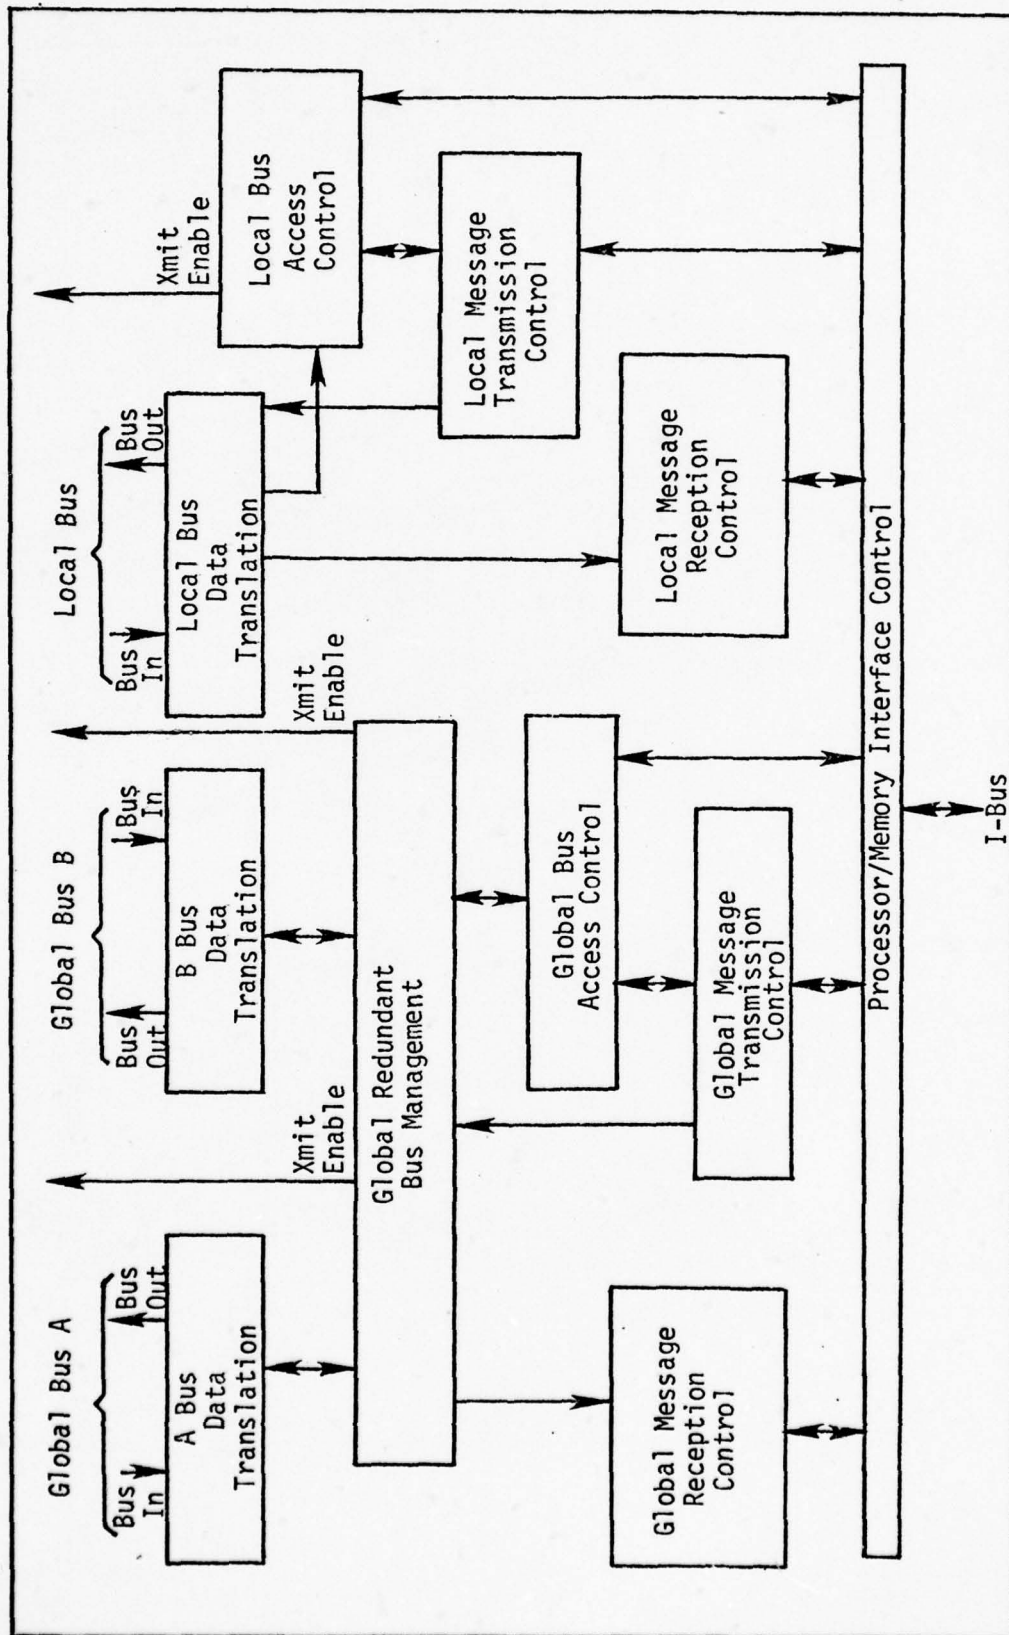 Global Bus A
Bus
In
Bus
Out
A Bus
Data
Translation
Xmit
Enable
Global Bus B
Bus
Out
Bus
In
B Bus
Data
Translation
Xmit
Enable
Local Bus
Bus
In
Bus
Out
Local Bus
Data
Translation
Xmit
Enable
Local Bus
Access
Control
Global Redundant
Bus Management
Local Message
Transmission
Control
Global Bus
Access Control
Global Message
Reception
Control
Global Message
Transmission
Control
Local Message
Reception
Control
Processor/Memory Interface Control
I-Bus